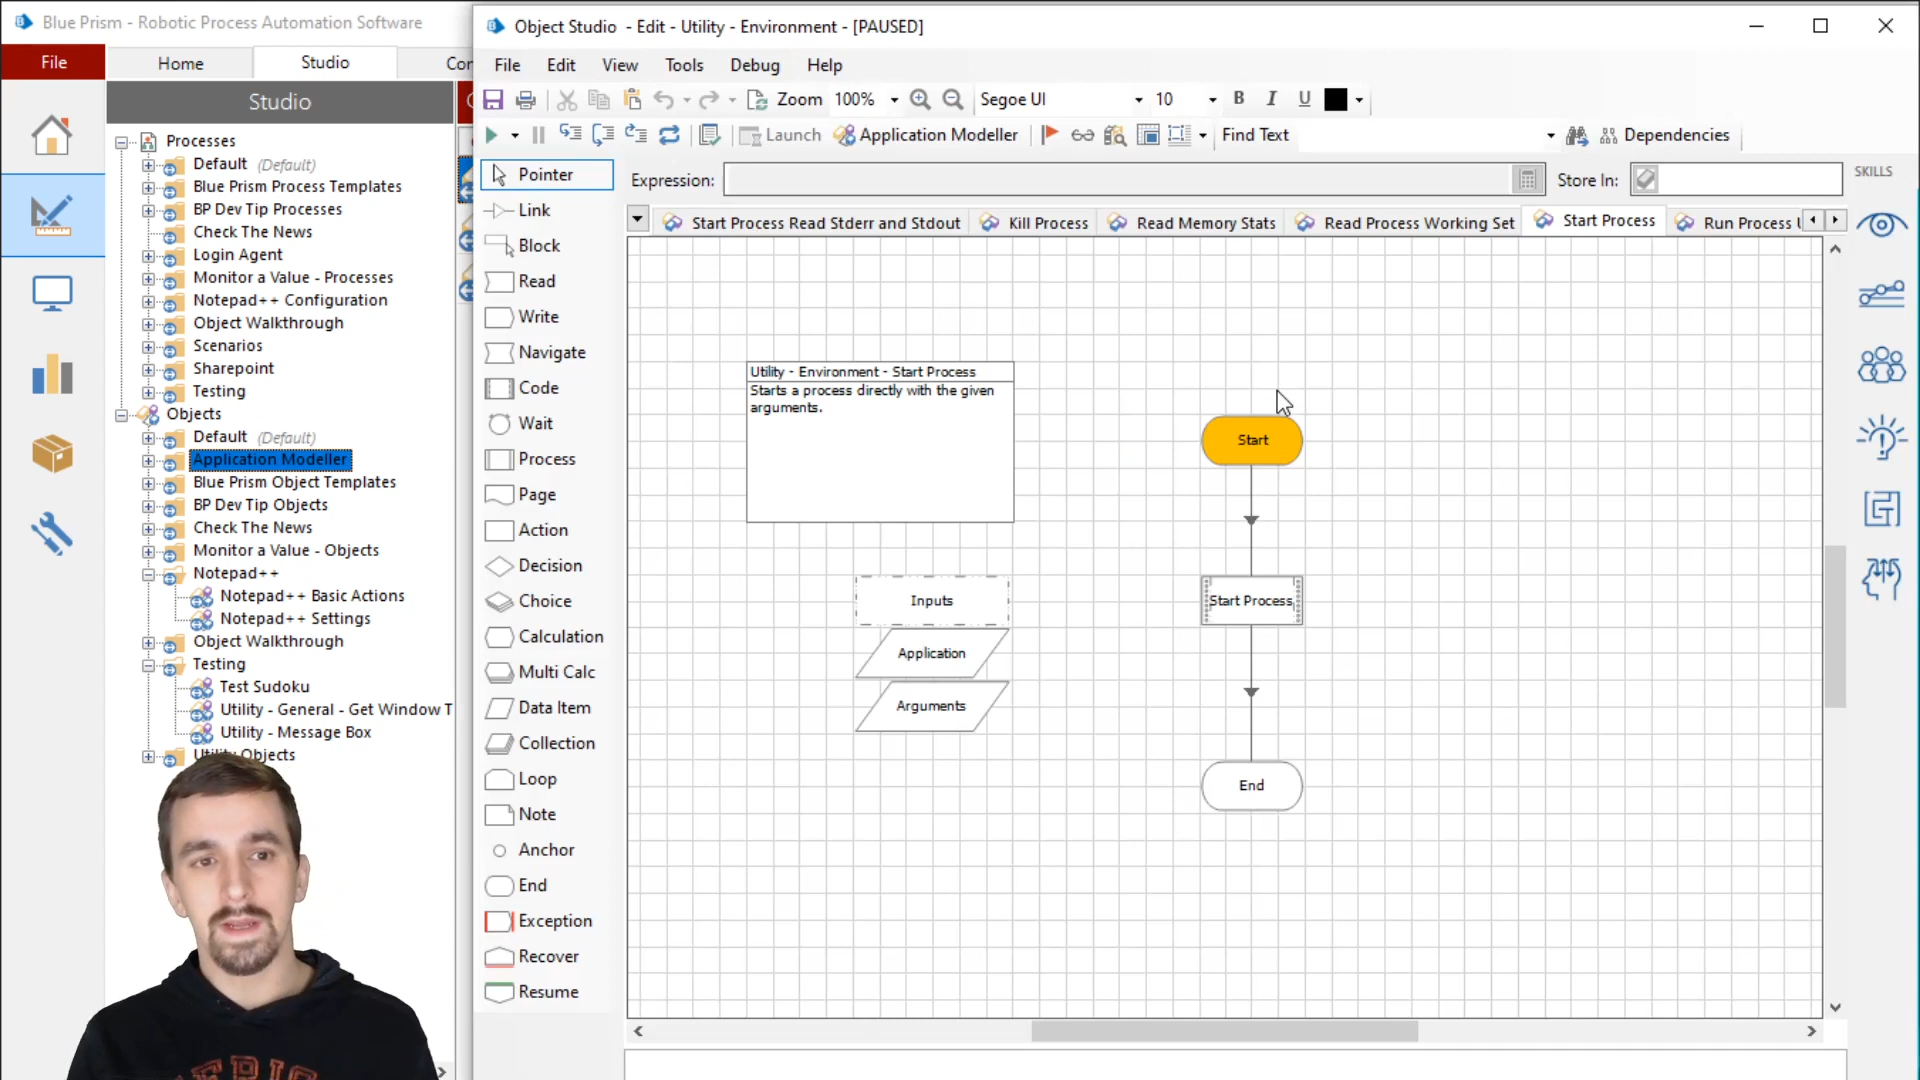 Blue Prism - Robotic Process Automation Software
File
Home
Studio
Studio
Processes
Default (Default)
Blue Prism Process Templates
BP Dev Tip Processes
Check The News
Login Agent
Monitor a Value - Processes
Notepad++ Configuration
Object Walkthrough
Scenarios
Sharepoint
Testing
Objects
Default (Default)
Application Modeller
Blue Prism Object Templates
BP Dev Tip Objects
Check The News
Monitor a Value - Objects
Notepad++
Notepad++ Basic Actions
Notepad++ Settings
Object Walkthrough
Testing
Test Sudoku
Utility - General - Get Window T
Utility - Message Box
Utility Objects
Object Studio - Edit - Utility - Environment - [PAUSED]
File Edit View Tools Debug Help
Zoom 100% Segoe UI 10 B I U
Launch Application Modeller Find Text Dependencies
Pointer
Link
Block
Read
Write
Navigate
Code
Wait
Process
Page
Action
Decision
Choice
Calculation
Multi Calc
Data Item
Collection
Loop
Note
Anchor
End
Exception
Recover
Resume
Expression: Store In:
Start Process Read Stderr and Stdout Kill Process Read Memory Stats Read Process Working Set Start Process Run Process
Utility - Environment - Start Process
Starts a process directly with the given
arguments.
Inputs
Application
Arguments
Start
Start Process
End
SKILLS